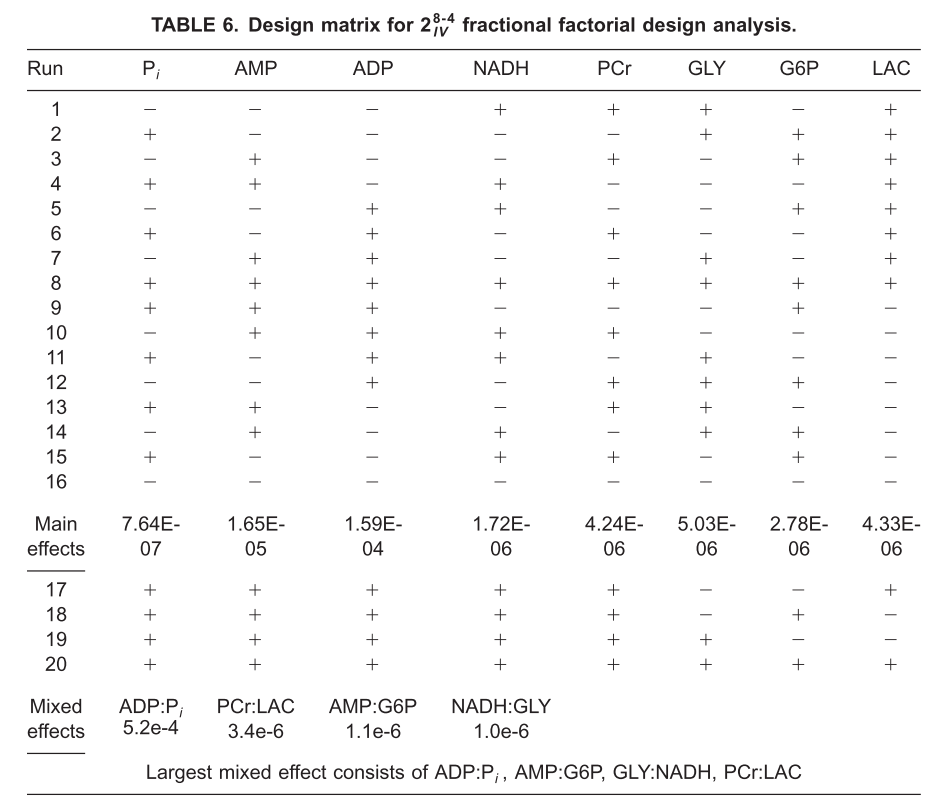 TABLE 6. Design matrix for 2 8-4 IV fractional factorial design analysis.
Run Pi AMP ADP NADH PCr GLY G6P LAC
1 − − − + + + − +
2 + − − − − + + +
3 − + − − + − + +
4 + + − + − − − +
5 − − + + − − + +
6 + − + − + − − +
7 − + + − − + − +
8 + + + + + + + +
9 + + + − − − + −
10 − + + + + − − −
11 + − + + − + − −
12 − − + − + + + −
13 + + − − + + − −
14 − + − + − + + −
15 + − − + + − + −
16 − − − − − − − −
Main 7.64E- 1.65E- 1.59E- 1.72E- 4.24E- 5.03E- 2.78E- 4.33E-
effects 07 05 04 06 06 06 06 06
17 + + + + + − − +
18 + + + + + − + −
19 + + + + + + − −
20 + + + + + + + +
Mixed ADP:Pi PCr:LAC AMP:G6P NADH:GLY
effects 5.2e-4 3.4e-6 1.1e-6 1.0e-6
Largest mixed effect consists of ADP:Pi , AMP:G6P, GLY:NADH, PCr:LAC